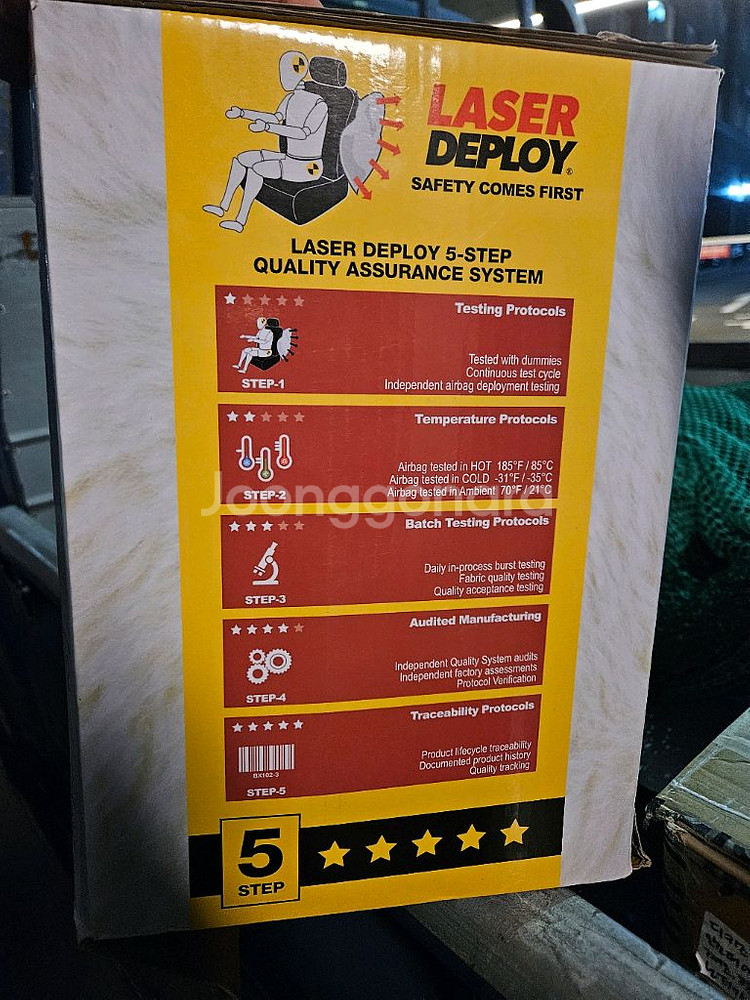 LASER
DEPLOY®
SAFETY COMES FIRST
LASER DEPLOY 5-STEP
QUALITY ASSURANCE SYSTEM
Testing Protocols
Tested with dummies
Continuous test cycle
Independent airbag deployment testing
STEP-1
Temperature Protocols
Airbag tested in HOT 185°F / 85°C
Airbag tested in COLD -31°F / -35°C
Airbag tested in Ambient 70°F / 21°C
STEP-2
Joonggonara
Batch Testing Protocols
Daily in-process burst testing
Fabric quality testing
Quality acceptance testing
STEP-3
Audited Manufacturing
Independent Quality System audits
Independent factory assessments
Protocol Verification
STEP-4
Traceability Protocols
Product lifecycle traceability
Documented product history
Quality tracking
BX102-3
STEP-5
5
STEP